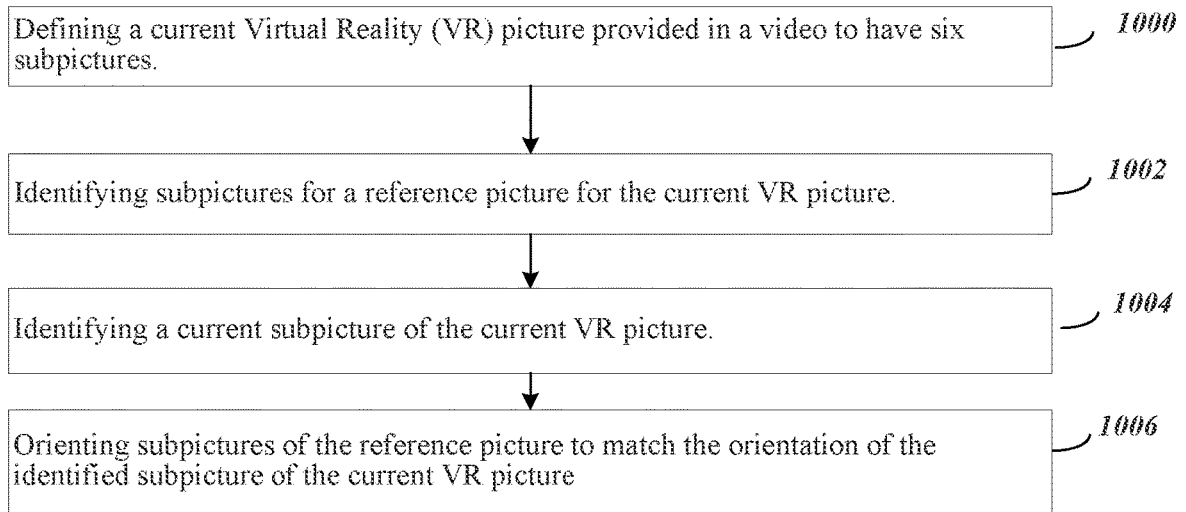 Defining a current Virtual Reality (VR) picture provided in a video to have six
subpictures.
1000
Identifying subpictures for a reference picture for the current VR picture.
1002
Identifying a current subpicture of the current VR picture.
1004
Orienting subpictures of the reference picture to match the orientation of the
identified subpicture of the current VR picture
1006